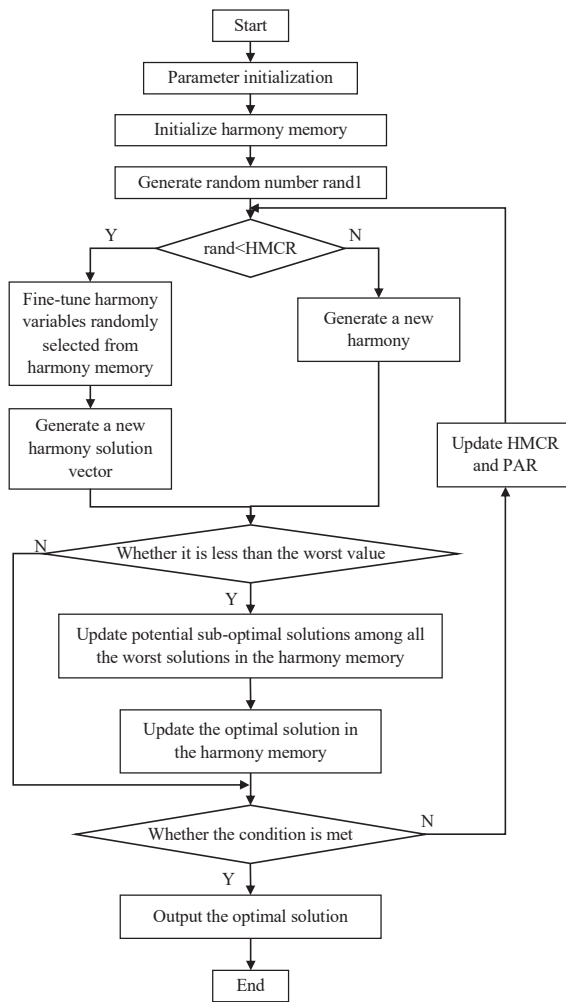 Start
Parameter initialization
Initialize harmony memory
Generate random number rand1
Y
rand<HMCR
N
Fine-tune harmony
variables randomly
selected from
harmony memory
Generate a new
harmony
Generate a new
harmony solution
vector
Update HMCR
and PAR
N
Whether it is less than the worst value
Y
Update potential sub-optimal solutions among all
the worst solutions in the harmony memory
Update the optimal solution in
the harmony memory
Whether the condition is met
N
Y
Output the optimal solution
End